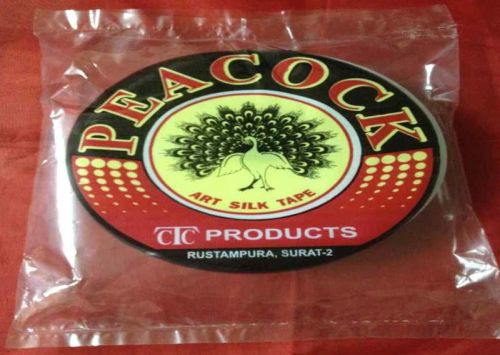 PEACOCK
ART SILK TAPE
CTC PRODUCTS
RUSTAMPURA, SURAT-2